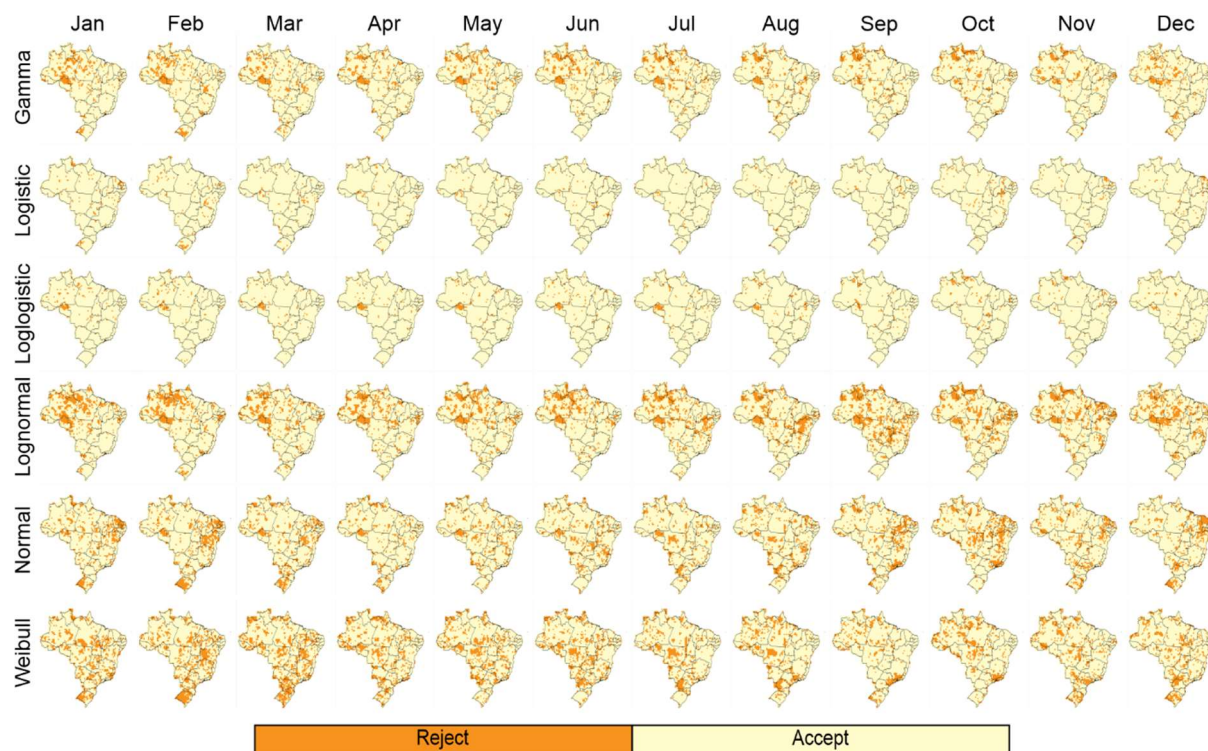 Jan Feb Mar Apr May Jun Jul Aug Sep Oct Nov Dec
Gamma
Logistic
Loglogistic
Lognormal
Normal
Weibull
Reject Accept